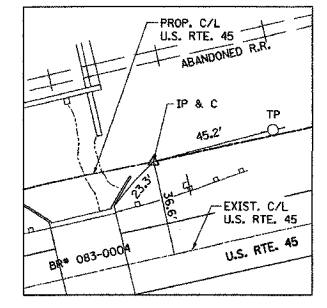 PROP. C/L
U.S. RTE. 45
ABANDONED R.R.
IP & C
TP
45.2'
23.3'
36.6'
EXIST. C/L
U.S. RTE. 45
BR# 083-0004
U.S. RTE. 45